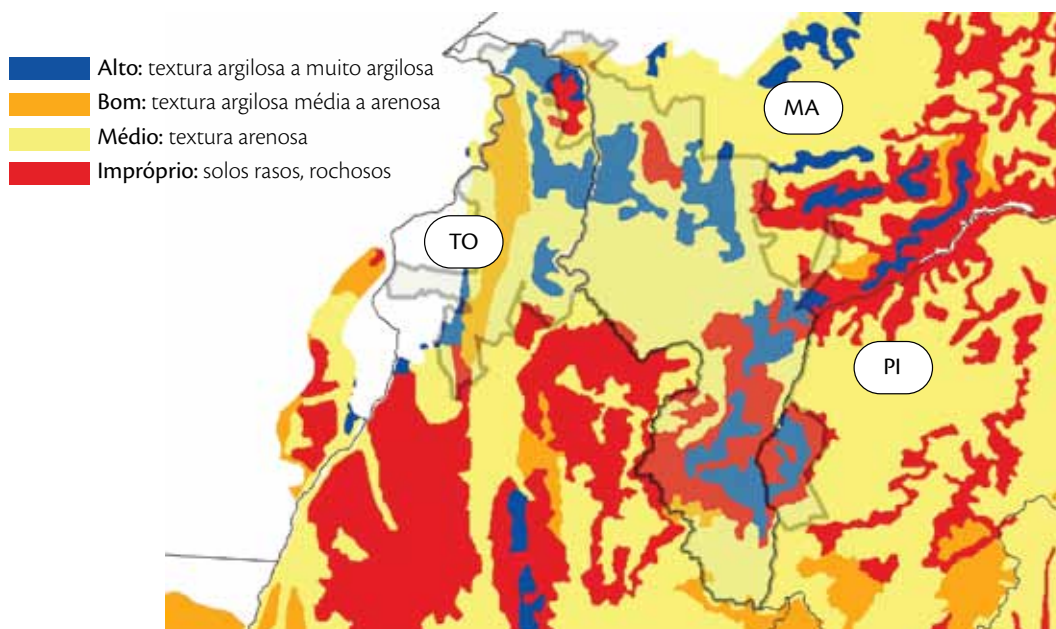 Alto: textura argilosa a muito argilosa
Bom: textura argilosa média a arenosa
Médio: textura arenosa
Impróprio: solos rasos, rochosos
MA
TO
PI